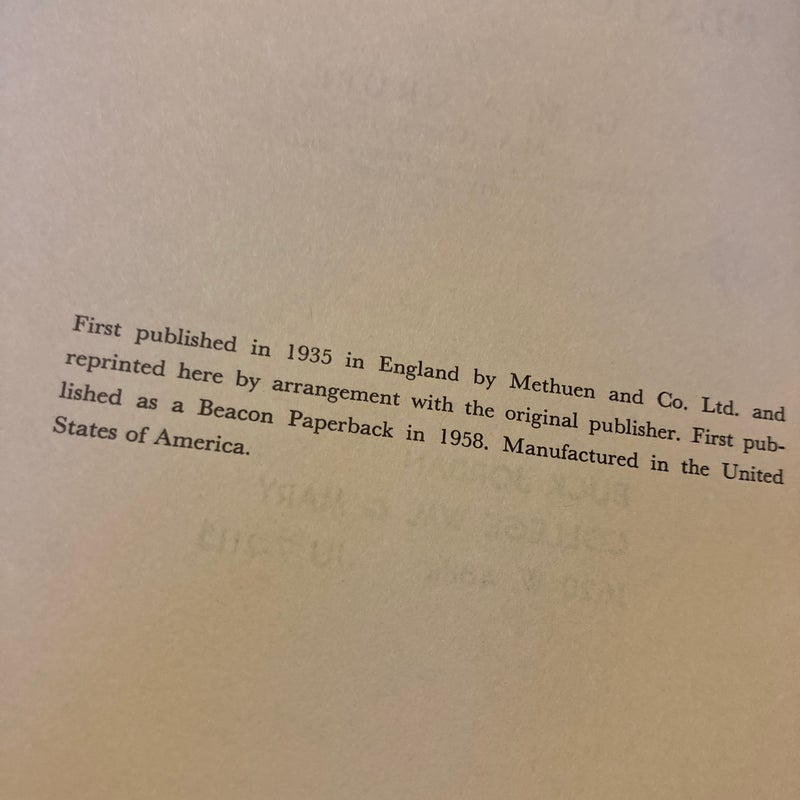 First published in 1935 in England by Methuen and Co. Ltd. and
reprinted here by arrangement with the original publisher. First pub-
lished as a Beacon Paperback in 1958. Manufactured in the United
States of America.